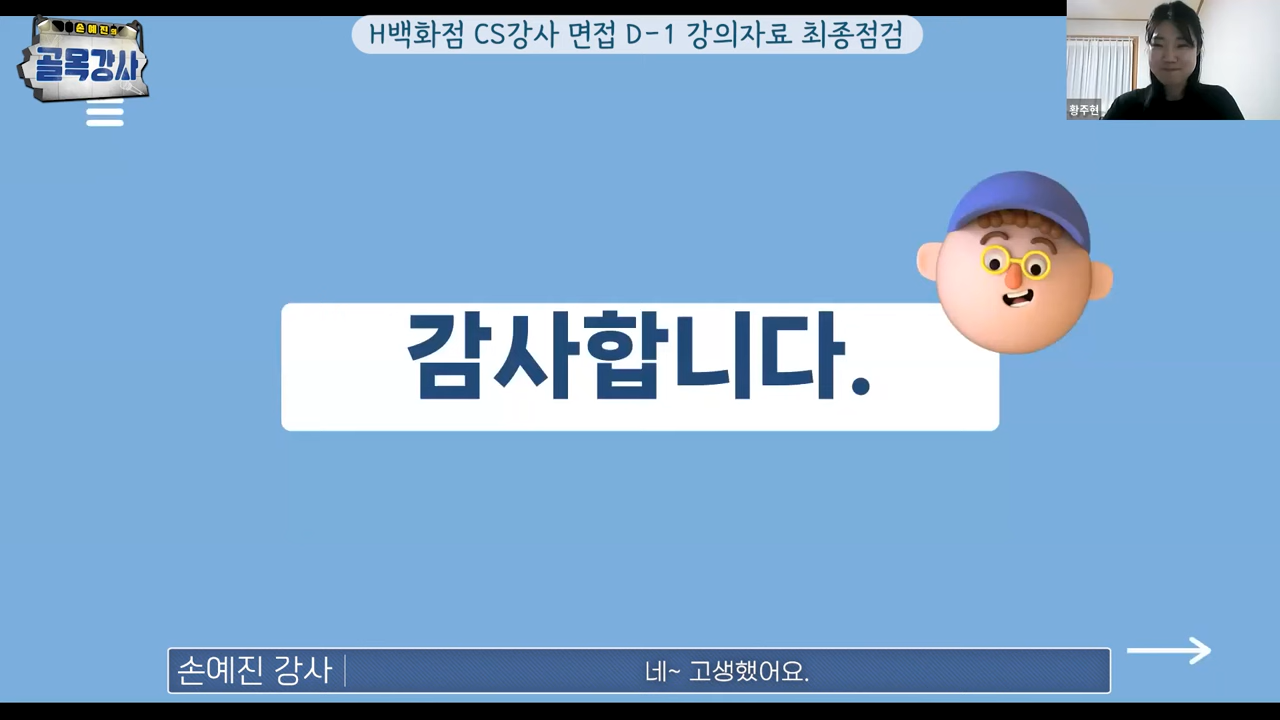 손예진의
골목강사
H백화점 CS강사 면접 D-1 강의자료 최종점검
황주현
감사합니다.
손예진 강사
네~ 고생했어요.